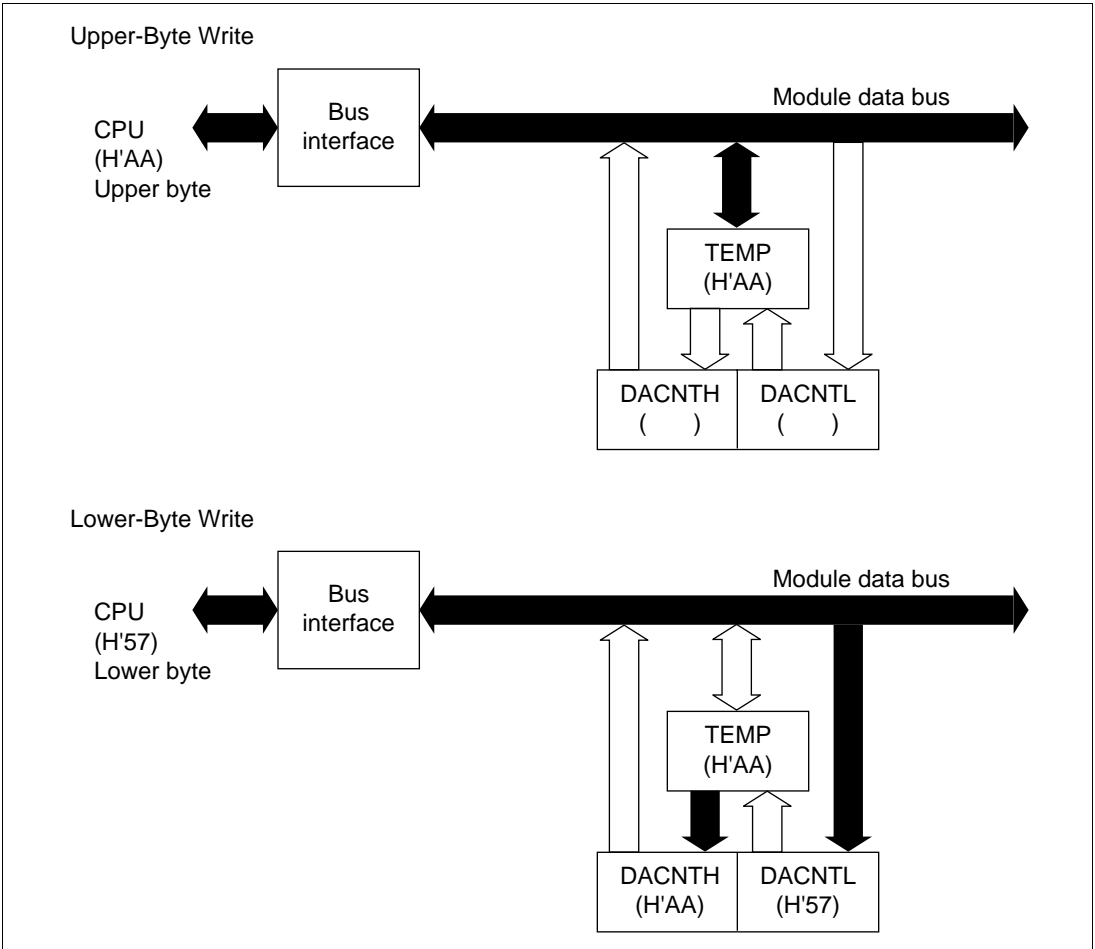 Upper-Byte Write
Module data bus
Bus
interface
CPU
(H'AA)
Upper byte
TEMP
(H'AA)
DACNTH
(      )
DACNTL
(      )
Lower-Byte Write
Module data bus
Bus
interface
CPU
(H'57)
Lower byte
TEMP
(H'AA)
DACNTH
(H'AA)
DACNTL
(H'57)